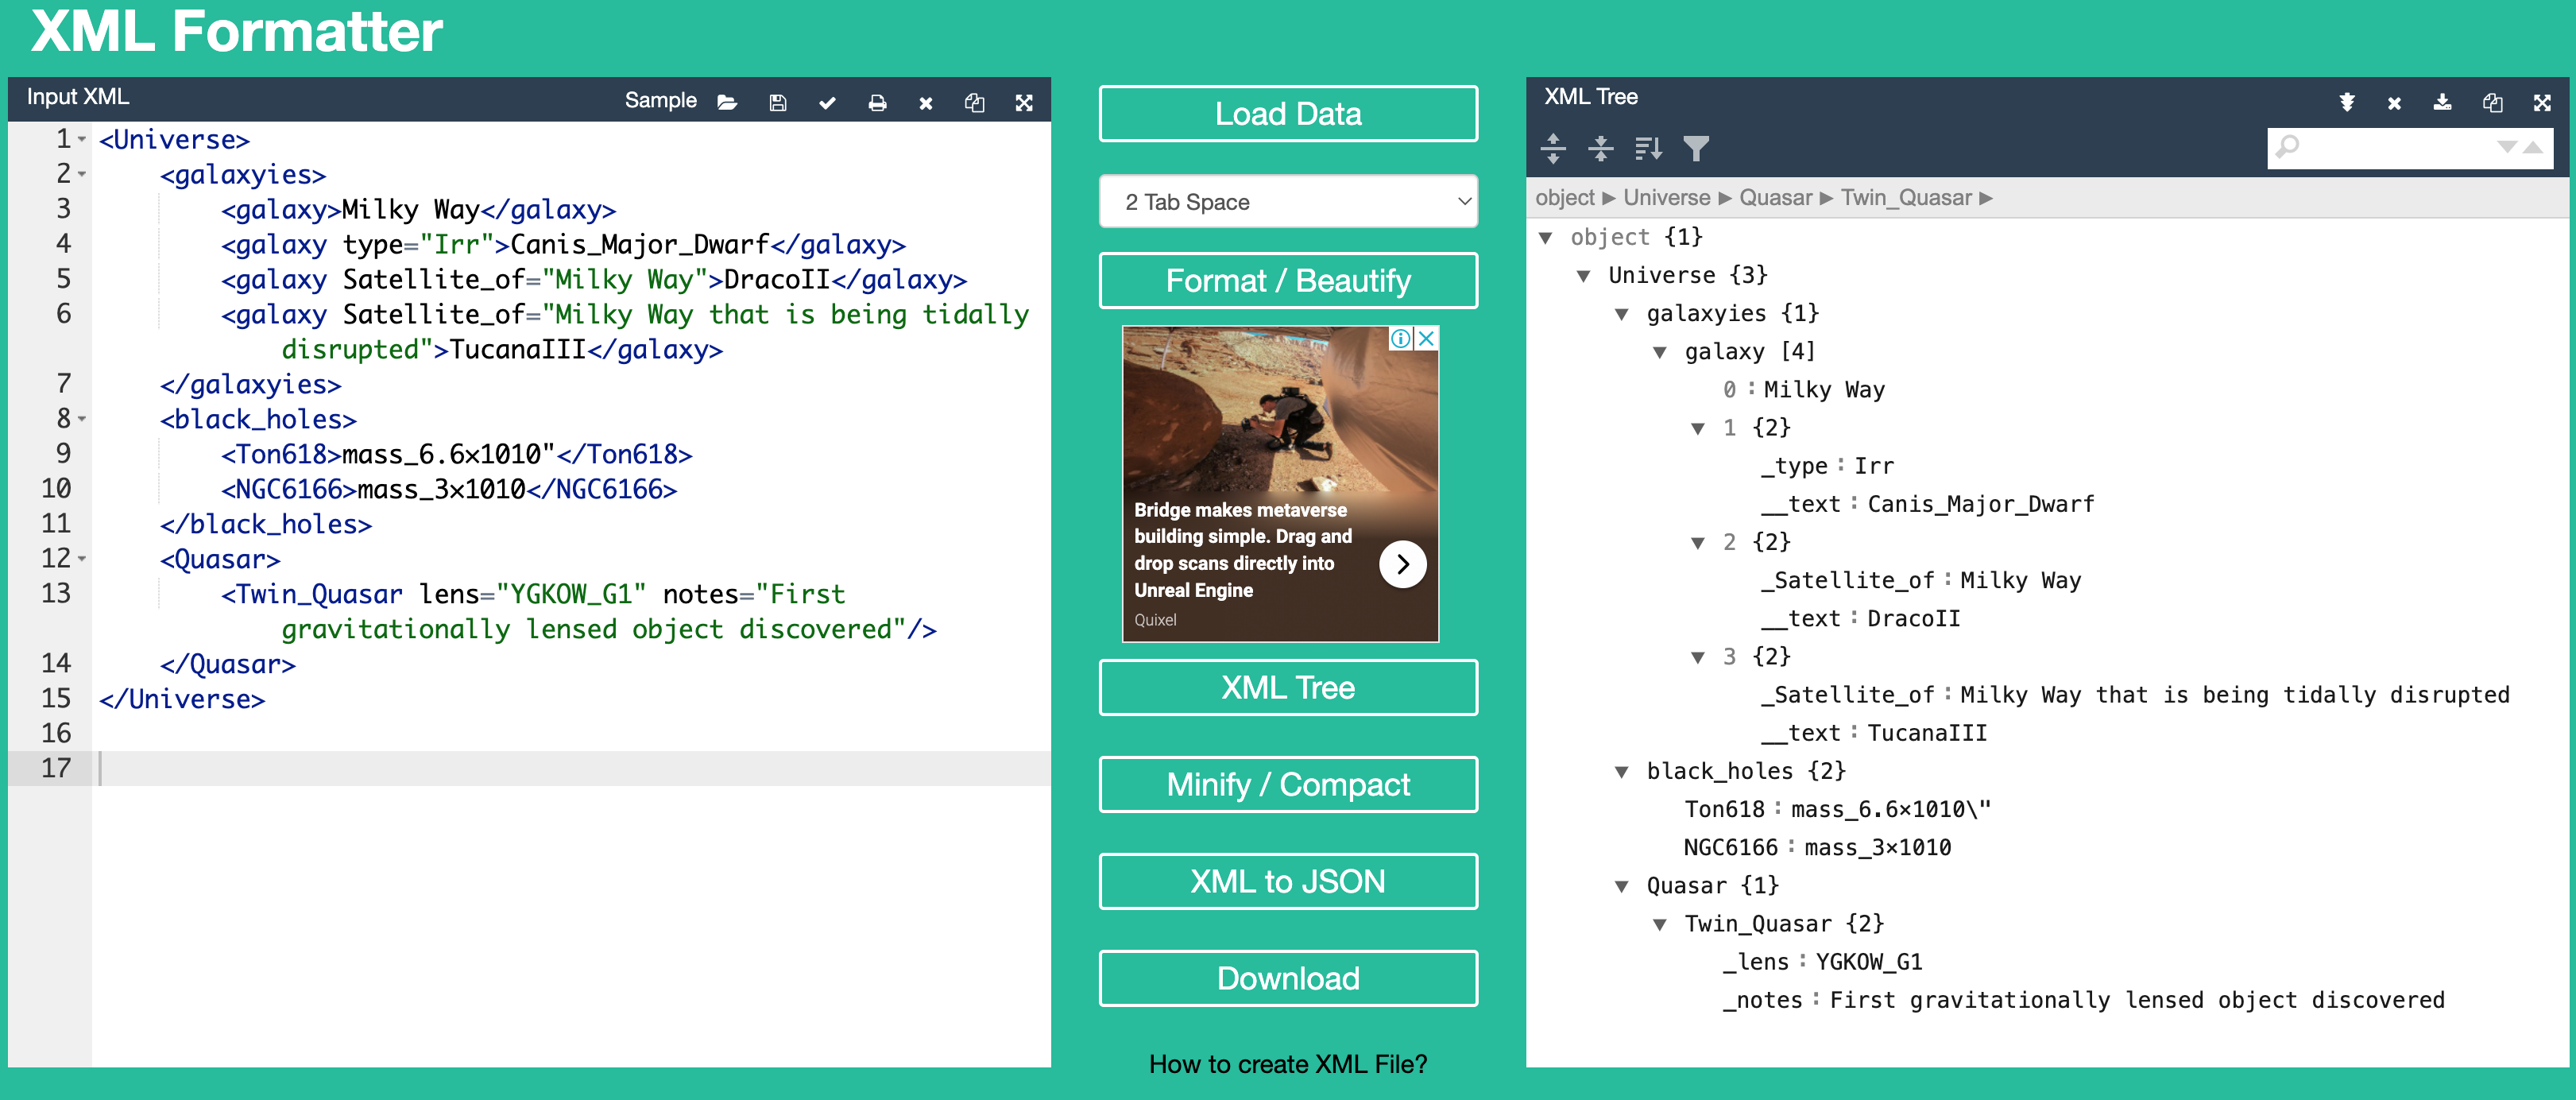 XML Formatter
Input XML
Sample
1 <Universe>
2 <galaxyies>
3 <galaxy>Milky Way</galaxy>
4 <galaxy type="Irr">Canis_Major_Dwarf</galaxy>
5 <galaxy Satellite_of="Milky Way">DracoII</galaxy>
6 <galaxy Satellite_of="Milky Way that is being tidally
disrupted">TucanaIII</galaxy>
7 </galaxyies>
8 <black_holes>
9 <Ton618>mass_6.6×1010"</Ton618>
10 <NGC6166>mass_3×1010</NGC6166>
11 </black_holes>
12 <Quasar>
13 <Twin_Quasar lens="YGKOW_G1" notes="First
gravitationally lensed object discovered"/>
14 </Quasar>
15 </Universe>
16
17
Load Data
2 Tab Space
Format / Beautify
Bridge makes metaverse
building simple. Drag and
drop scans directly into
Unreal Engine
Quixel
XML Tree
Minify / Compact
XML to JSON
Download
How to create XML File?
XML Tree
object ▶ Universe ▶ Quasar ▶ Twin_Quasar ▶
object {1}
Universe {3}
galaxyies {1}
galaxy [4]
0 : Milky Way
1 {2}
_type : Irr
__text : Canis_Major_Dwarf
2 {2}
_Satellite_of : Milky Way
__text : DracoII
3 {2}
_Satellite_of : Milky Way that is being tidally disrupted
__text : TucanaIII
black_holes {2}
Ton618 : mass_6.6×1010\"
NGC6166 : mass_3×1010
Quasar {1}
Twin_Quasar {2}
_lens : YGKOW_G1
_notes : First gravitationally lensed object discovered